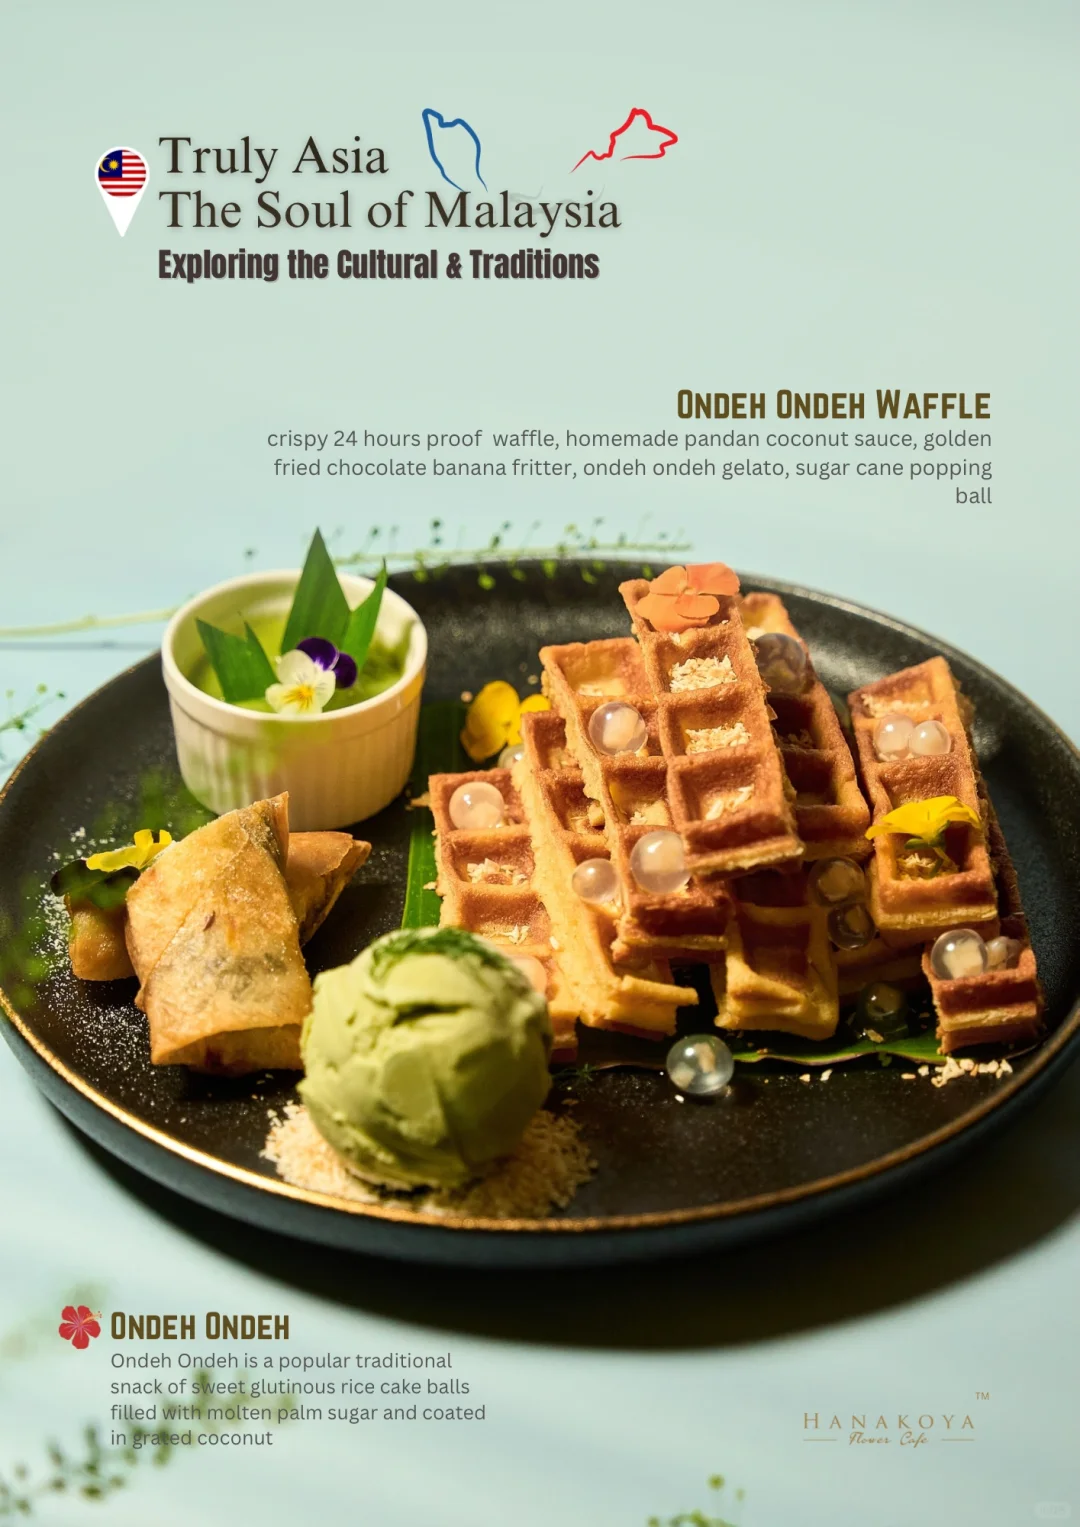 Truly Asia
The Soul of Malaysia
Exploring the Cultural & Traditions
ONDEH ONDEH WAFFLE
crispy 24 hours proof waffle, homemade pandan coconut sauce, golden
fried chocolate banana fritter, ondeh ondeh gelato, sugar cane popping
ball
ONDEH ONDEH
Ondeh Ondeh is a popular traditional
snack of sweet glutinous rice cake balls
filled with molten palm sugar and coated
in grated coconut
TM
HANAKOYA
Flower Cafe